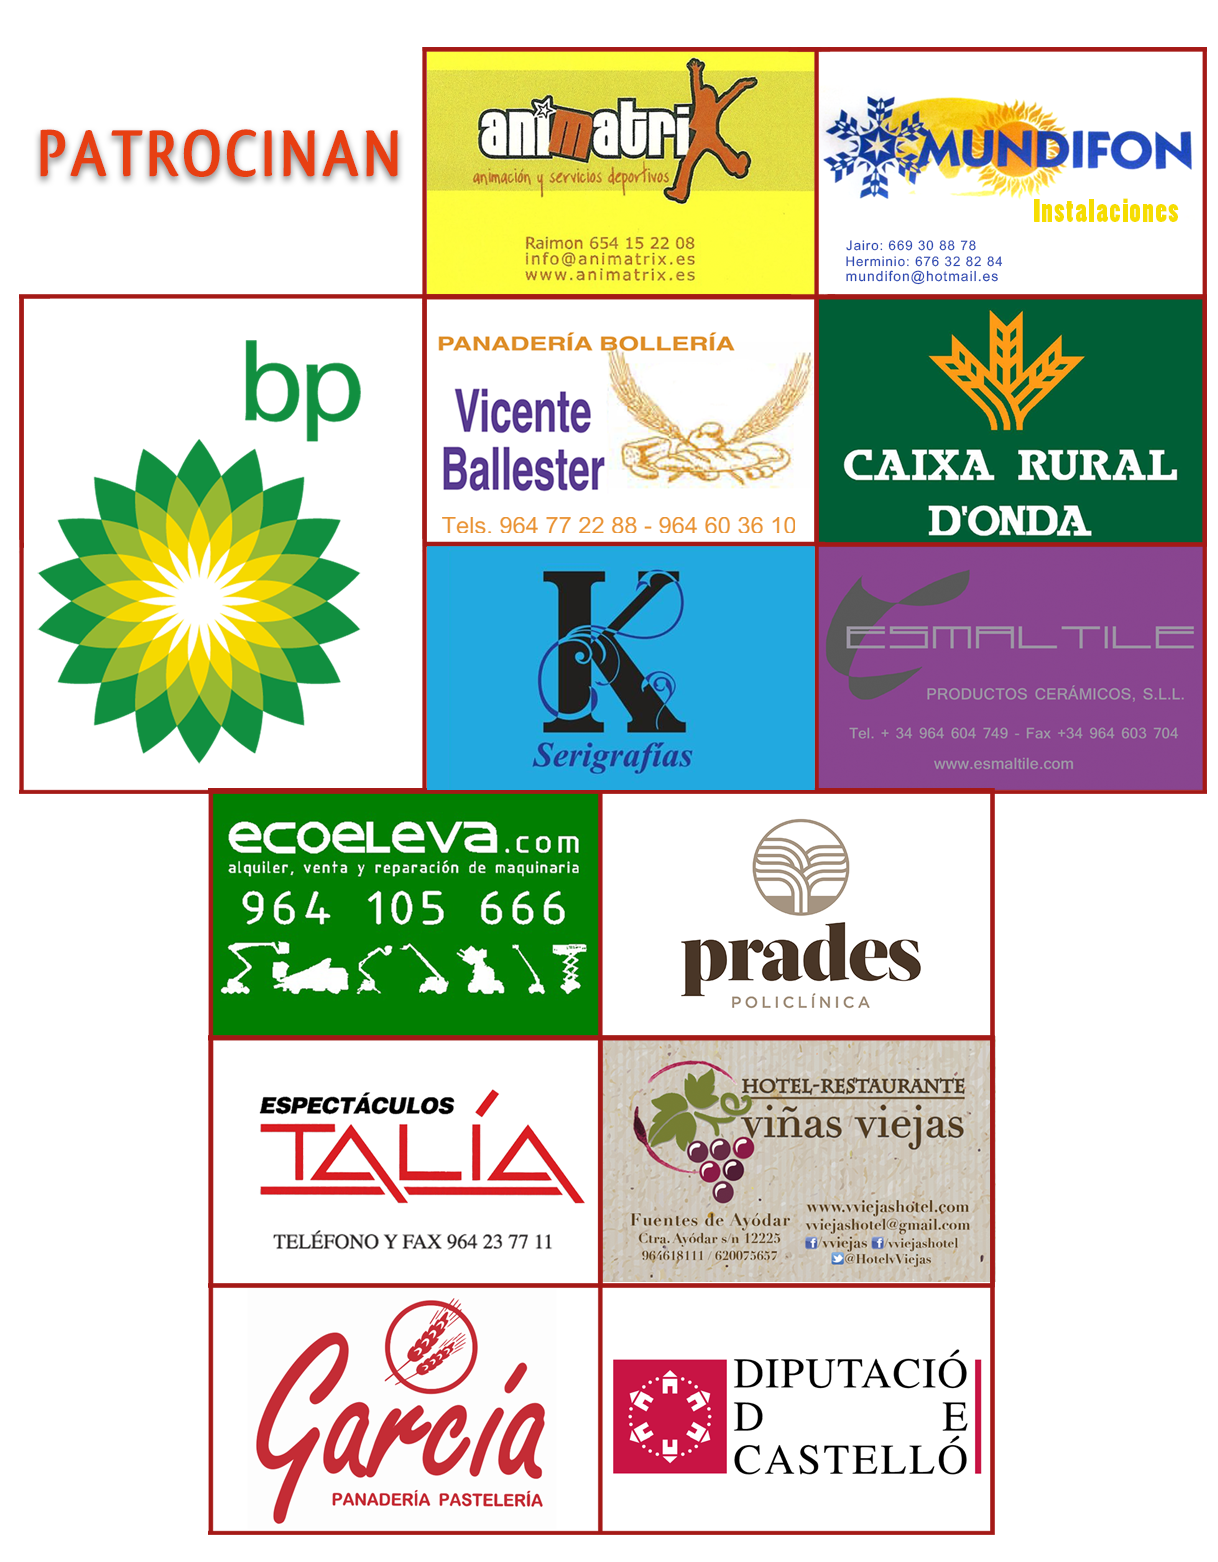 PATROCINAN
animatrix
animación y servicios deportivos
Raimon 654 15 22 08
info@animatrix.es
www.animatrix.es
MUNDIFON
Instalaciones
Jairo: 669 30 88 78
Herminio: 676 32 82 84
mundifon@hotmail.es
bp
PANADERÍA BOLLERÍA
Vicente
Ballester
Tels. 964 77 22 88 - 964 60 36 10
CAIXA RURAL
D'ONDA
K
Serigrafías
ESMALTILE
PRODUCTOS CERÁMICOS, S.L.L.
Tel. + 34 964 604 749 - Fax +34 964 603 704
www.esmaltile.com
ecoeleva.com
alquiler, venta y reparación de maquinaria
964 105 666
prades
POLICLÍNICA
ESPECTÁCULOS
TALÍA
TELÉFONO Y FAX 964 23 77 11
HOTEL-RESTAURANTE
viñas viejas
Fuentes de Ayódar
Ctra. Ayódar s/n 12225
964618111 / 620075657
www.vviejashotel.com
vviejashotel@gmail.com
/vviejas /vviejashotel
@HotelvViejas
García
PANADERÍA PASTELERÍA
DIPUTACIÓ
D E
CASTELLÓ